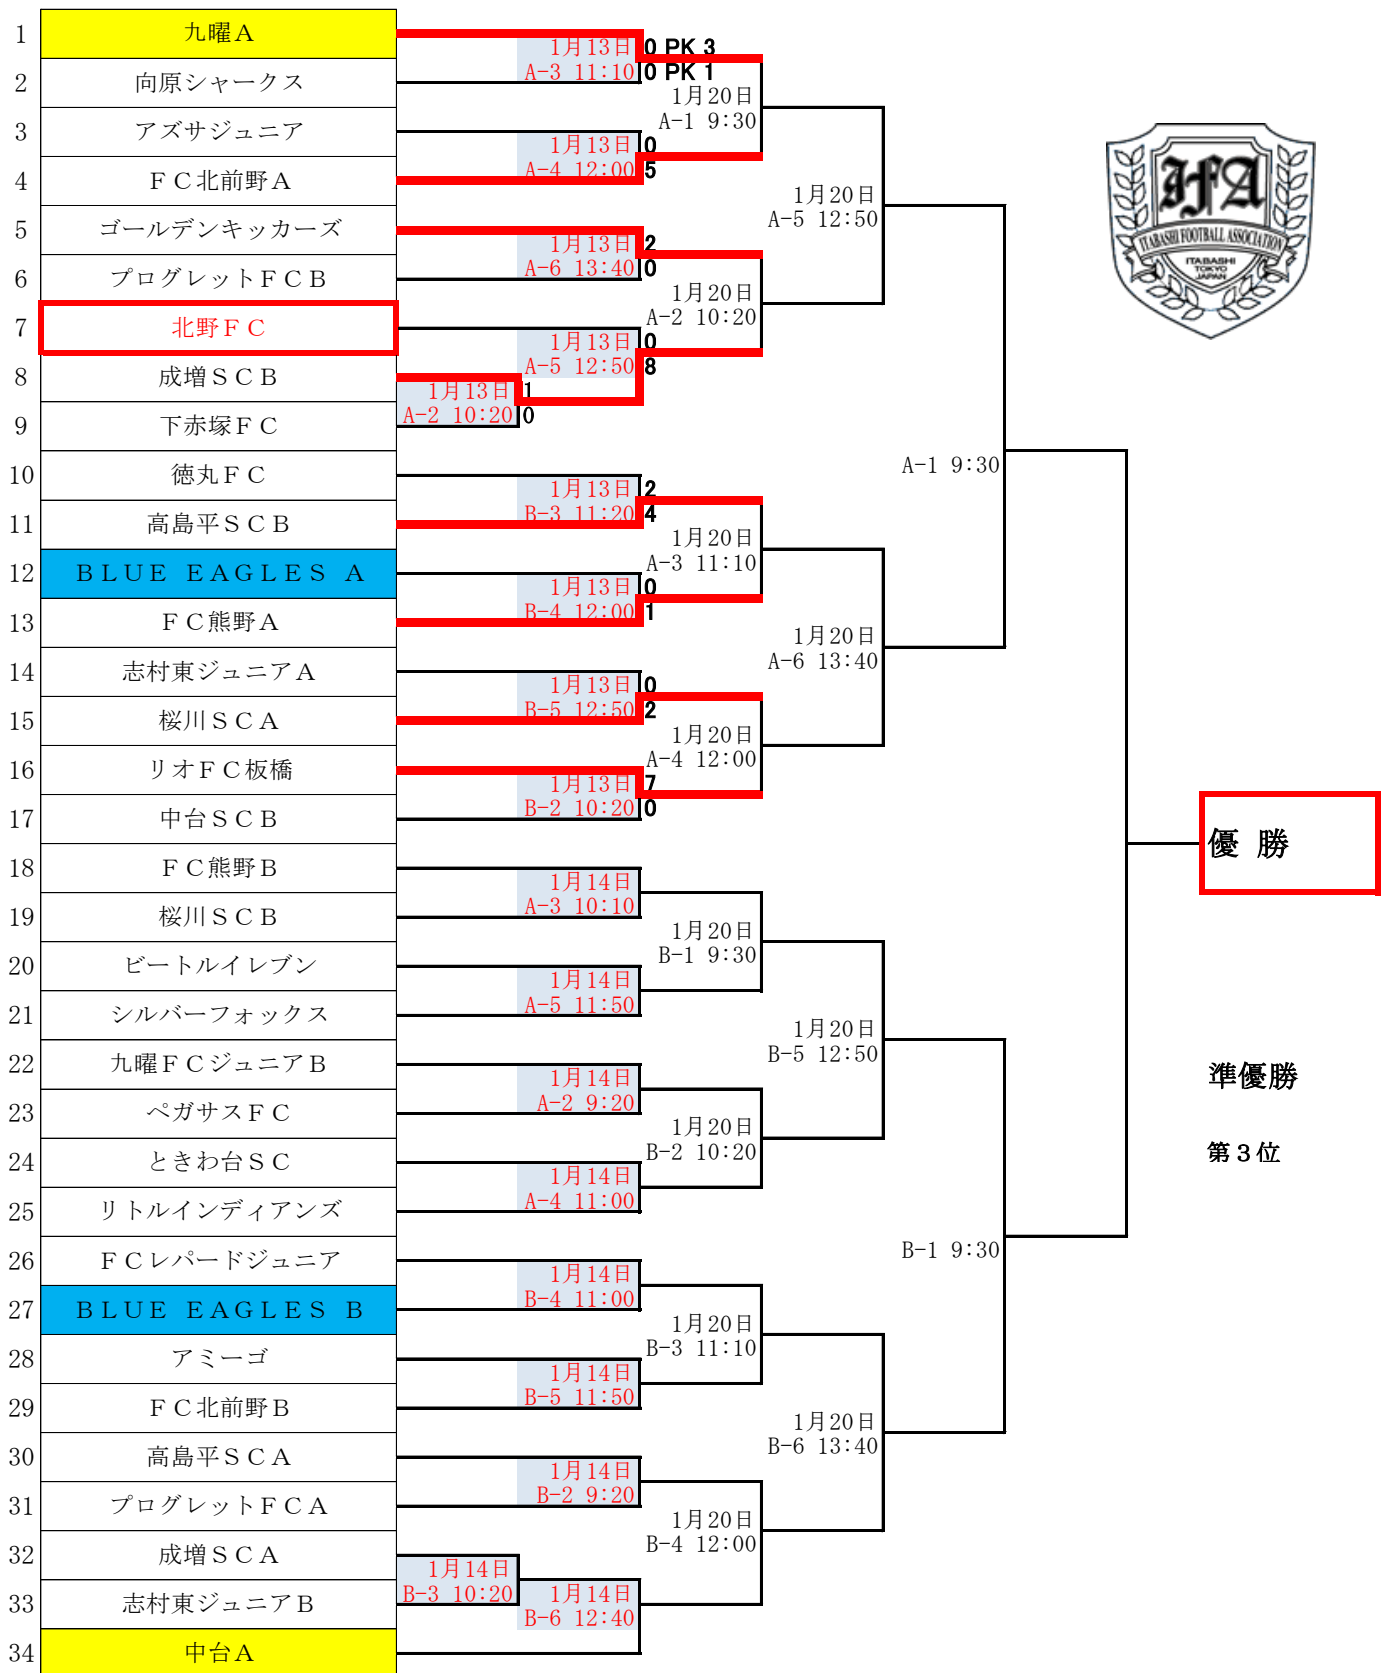 1 九曜A
2 向原シャークス
3 アズサジュニア
4 ＦＣ北前野A
5 ゴールデンキッカーズ
6 プログレットＦＣＢ
7 北野ＦＣ
8 成増ＳＣＢ
9 下赤塚ＦＣ
10 徳丸ＦＣ
11 高島平ＳＣＢ
12 ＢＬＵＥ ＥＡＧＬＥＳ Ａ
13 ＦＣ熊野A
14 志村東ジュニアA
15 桜川ＳＣＡ
16 リオＦＣ板橋
17 中台ＳＣＢ
18 ＦＣ熊野Ｂ
19 桜川ＳＣＢ
20 ビートルイレブン
21 シルバーフォックス
22 九曜ＦＣジュニアＢ
23 ペガサスＦＣ
24 ときわ台ＳＣ
25 リトルインディアンズ
26 ＦＣレパードジュニア
27 ＢＬＵＥ ＥＡＧＬＥＳ Ｂ
28 アミーゴ
29 ＦＣ北前野Ｂ
30 高島平ＳＣＡ
31 プログレットＦＣＡ
32 成増ＳＣＡ
33 志村東ジュニアＢ
34 中台A
1月13日
A-2 10:20
1
0
1月14日
B-3 10:20
1月13日 0 PK 3
A-3 11:10 0 PK 1
1月13日 0
A-4 12:00 5
1月13日 2
A-6 13:40 0
1月13日 0
A-5 12:50 8
1月13日 2
B-3 11:20 4
1月13日 0
B-4 12:00 1
1月13日 0
B-5 12:50 2
1月13日 7
B-2 10:20 0
1月14日
A-3 10:10
1月14日
A-5 11:50
1月14日
A-2 9:20
1月14日
A-4 11:00
1月14日
B-4 11:00
1月14日
B-5 11:50
1月14日
B-2 9:20
1月14日
B-6 12:40
1月20日
A-1 9:30
1月20日
A-2 10:20
1月20日
A-3 11:10
1月20日
A-4 12:00
1月20日
B-1 9:30
1月20日
B-2 10:20
1月20日
B-3 11:10
1月20日
B-4 12:00
1月20日
A-5 12:50
1月20日
A-6 13:40
1月20日
B-5 12:50
1月20日
B-6 13:40
A-1 9:30
B-1 9:30
IFA
ITABASHI FOOTBALL ASSOCIATION
ITABASHI
TOKYO
JAPAN
優 勝
準優勝
第３位